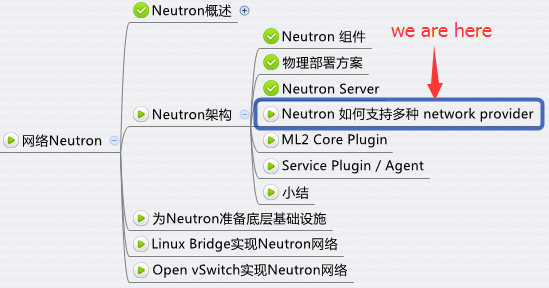 we are here
Neutron概述
Neutron 组件
物理部署方案
Neutron Server
Neutron架构
Neutron 如何支持多种 network provider
网络Neutron
ML2 Core Plugin
Service Plugin / Agent
小结
为Neutron准备底层基础设施
Linux Bridge实现Neutron网络
Open vSwitch实现Neutron网络